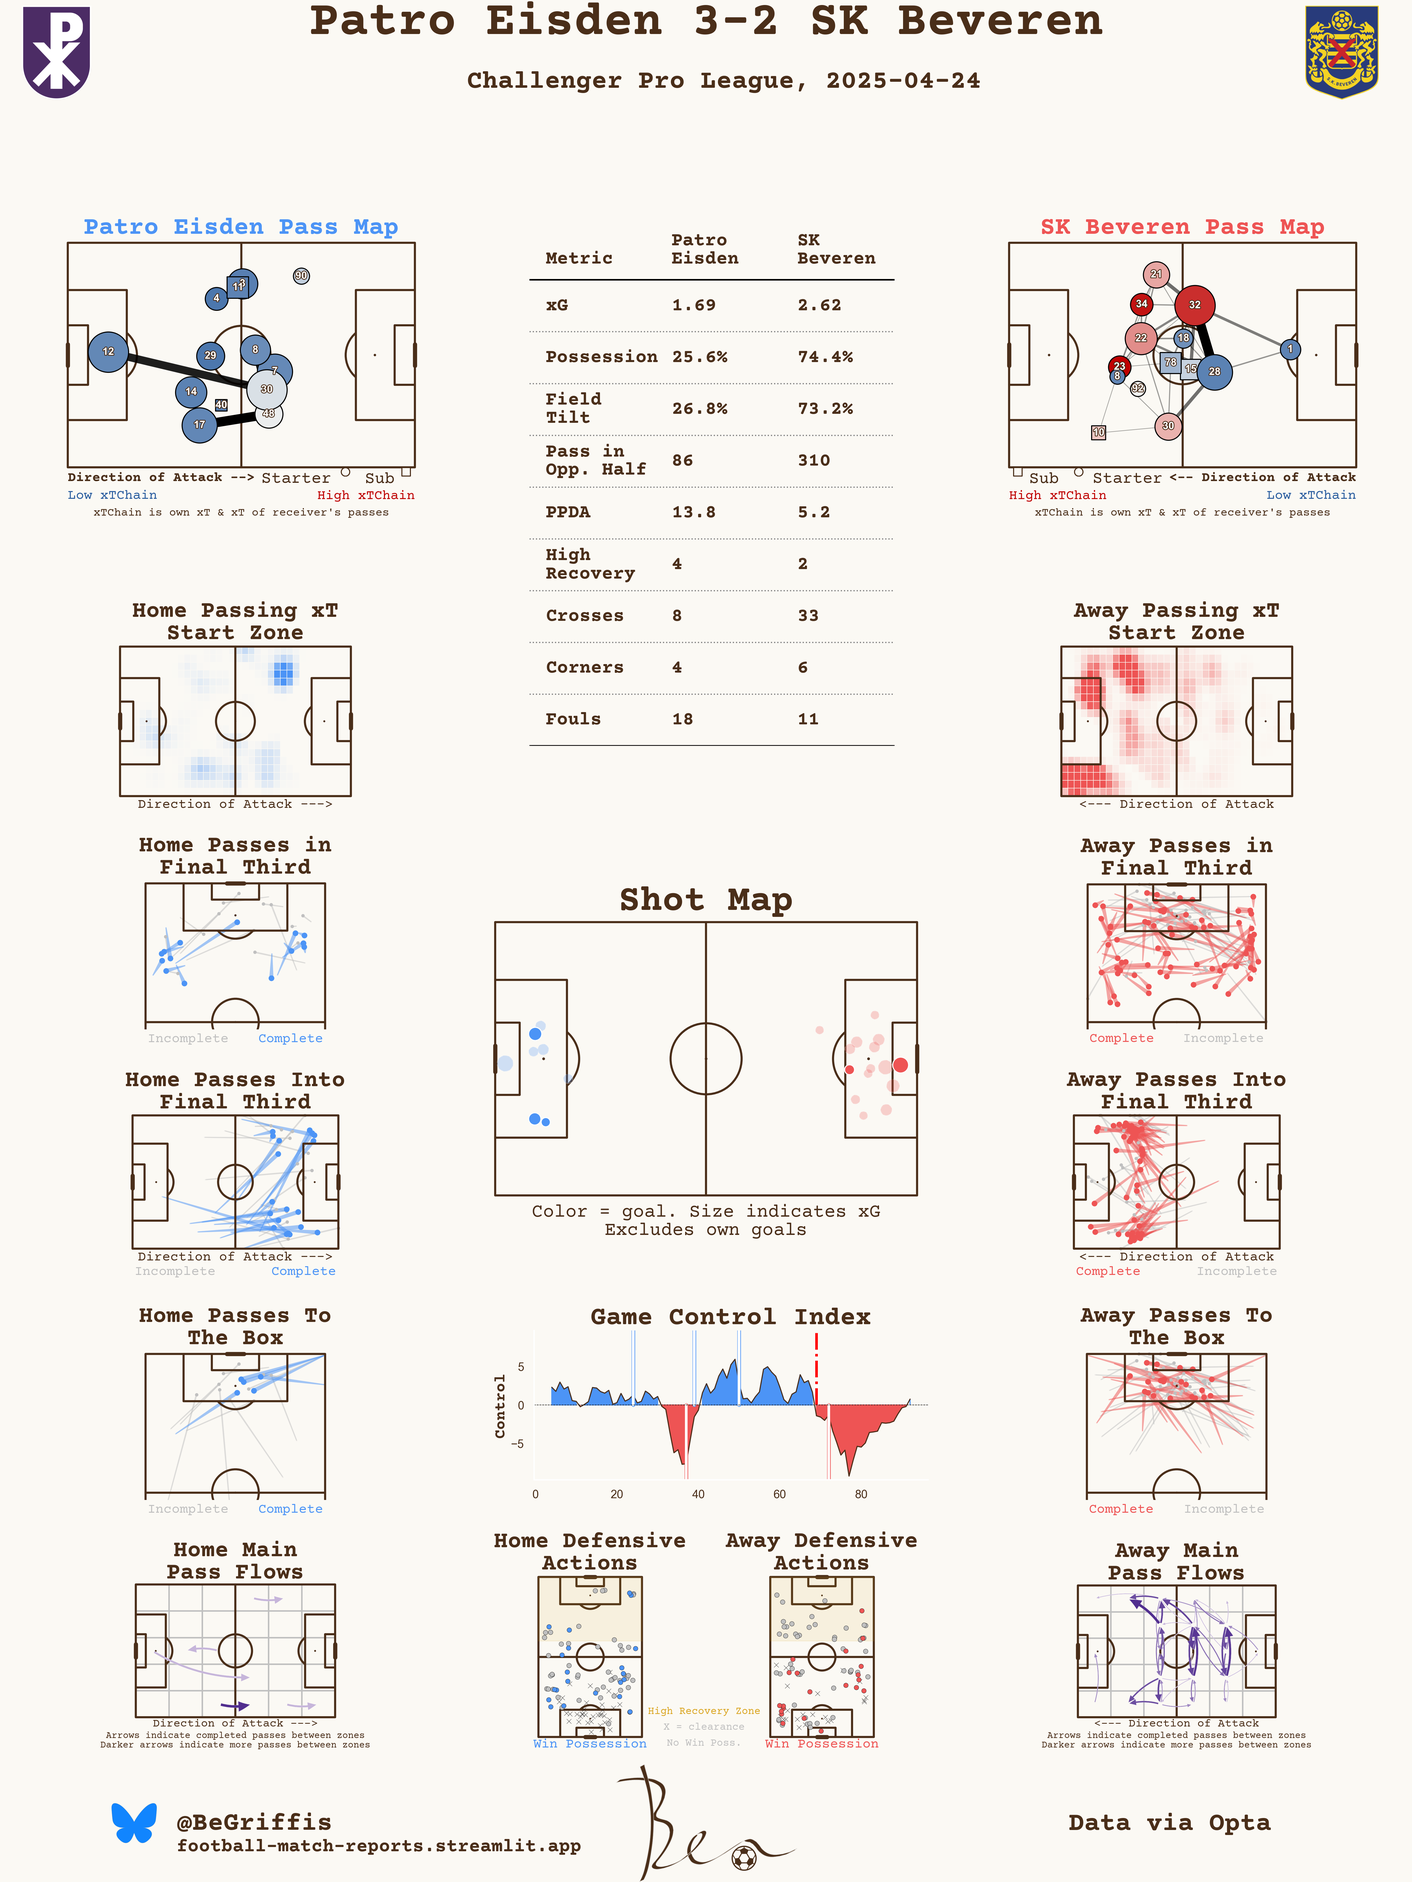 Patro Eisden 3-2 SK Beveren
Challenger Pro League, 2025-04-24
Patro Eisden Pass Map
90
3
11
4
12
29
8
7
14
30
40
48
17
Direction of Attack --> Starter Sub
Low xTChain High xTChain
xTChain is own xT & xT of receiver's passes
Metric Patro Eisden SK Beveren
xG 1.69 2.62
Possession 25.6% 74.4%
Field Tilt 26.8% 73.2%
Pass in Opp. Half 86 310
PPDA 13.8 5.2
High Recovery 4 2
Crosses 8 33
Corners 4 6
Fouls 18 11
SK Beveren Pass Map
21
34
32
22
18
1
23
78
15
28
8
92
10
30
Sub Starter <-- Direction of Attack
High xTChain Low xTChain
xTChain is own xT & xT of receiver's passes
Home Passing xT
Start Zone
Direction of Attack --->
Away Passing xT
Start Zone
<--- Direction of Attack
Home Passes in
Final Third
Incomplete Complete
Away Passes in
Final Third
Complete Incomplete
Shot Map
Color = goal. Size indicates xG
Excludes own goals
Home Passes Into
Final Third
Direction of Attack --->
Incomplete Complete
Away Passes Into
Final Third
<--- Direction of Attack
Complete Incomplete
Home Passes To
The Box
Incomplete Complete
Game Control Index
Control
5
0
−5
0 20 40 60 80
Away Passes To
The Box
Complete Incomplete
Home Main
Pass Flows
Direction of Attack --->
Arrows indicate completed passes between zones
Darker arrows indicate more passes between zones
Home Defensive
Actions
Win Possession
Away Defensive
Actions
Win Possession
High Recovery Zone
X = clearance
No Win Poss.
Away Main
Pass Flows
<--- Direction of Attack
Arrows indicate completed passes between zones
Darker arrows indicate more passes between zones
@BeGriffis
football-match-reports.streamlit.app
Ben
Data via Opta